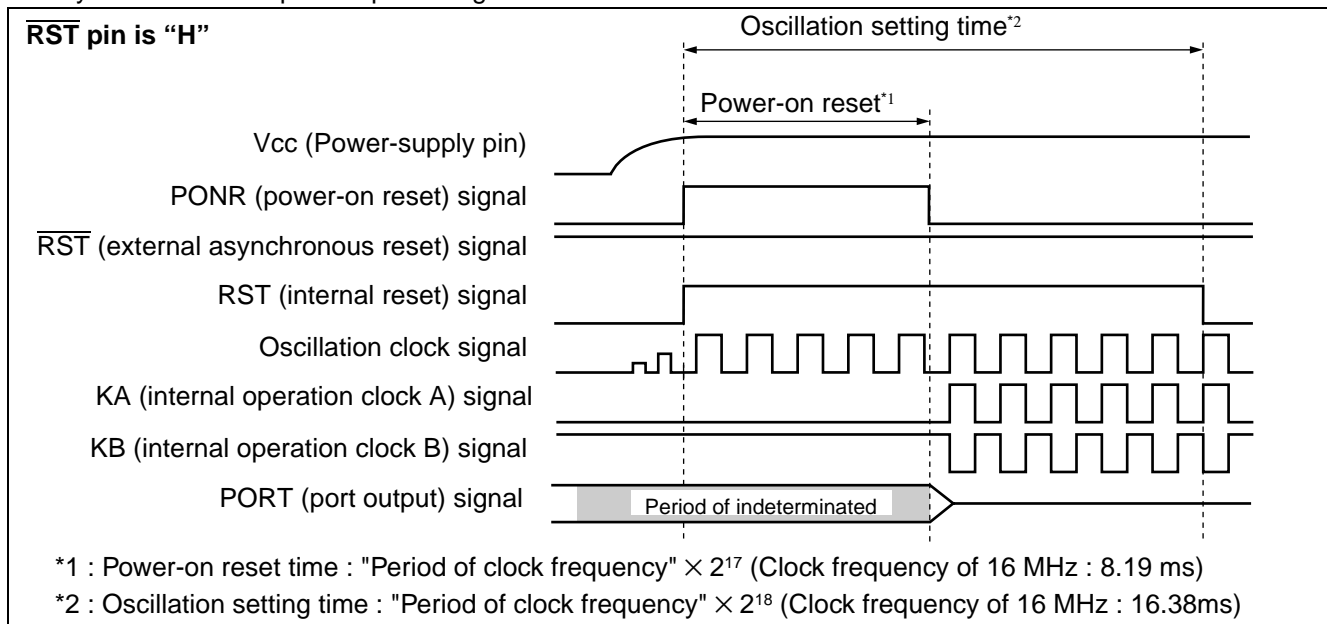 RST pin is “H”
Oscillation setting time*2
Power-on reset*1
Vcc (Power-supply pin)
PONR (power-on reset) signal
RST (external asynchronous reset) signal
RST (internal reset) signal
Oscillation clock signal
KA (internal operation clock A) signal
KB (internal operation clock B) signal
PORT (port output) signal
Period of indeterminated
*1 : Power-on reset time : "Period of clock frequency" × 2¹⁷ (Clock frequency of 16 MHz : 8.19 ms)
*2 : Oscillation setting time : "Period of clock frequency" × 2¹⁸ (Clock frequency of 16 MHz : 16.38ms)